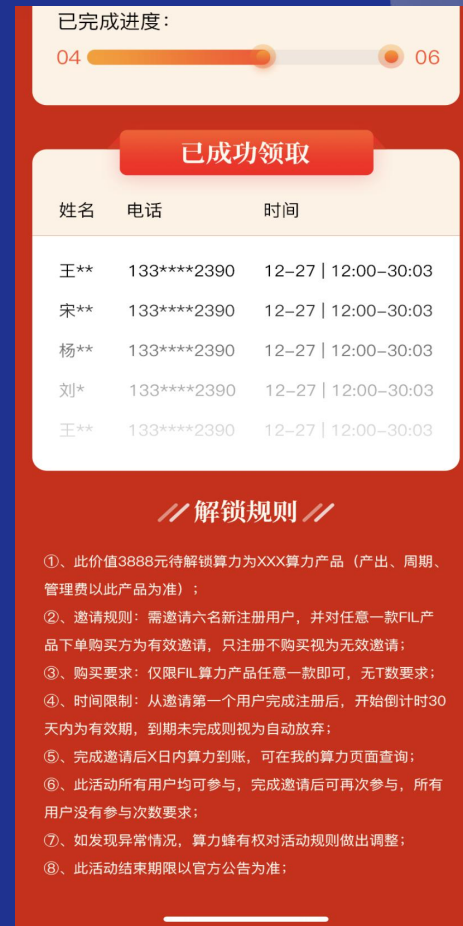 已完成进度：
04 06
已成功领取
姓名 电话 时间
王** 133****2390 12-27 | 12:00-30:03
宋** 133****2390 12-27 | 12:00-30:03
杨** 133****2390 12-27 | 12:00-30:03
刘* 133****2390 12-27 | 12:00-30:03
王** 133****2390 12-27 | 12:00-30:03
解锁规则
①、此价值3888元待解锁算力为XXX算力产品（产出、周期、
管理费以此产品为准）；
②、邀请规则：需邀请六名新注册用户，并对任意一款FIL产
品下单购买方为有效邀请，只注册不购买视为无效邀请；
③、购买要求：仅限FIL算力产品任意一款即可，无T数要求；
④、时间限制：从邀请第一个用户完成注册后，开始倒计时30
天内为有效期，到期未完成则视为自动放弃；
⑤、完成邀请后X日内算力到账，可在我的算力页面查询；
⑥、此活动所有用户均可参与，完成邀请后可再次参与，所有
用户没有参与次数要求；
⑦、如发现异常情况，算力蜂有权对活动规则做出调整；
⑧、此活动结束期限以官方公告为准；